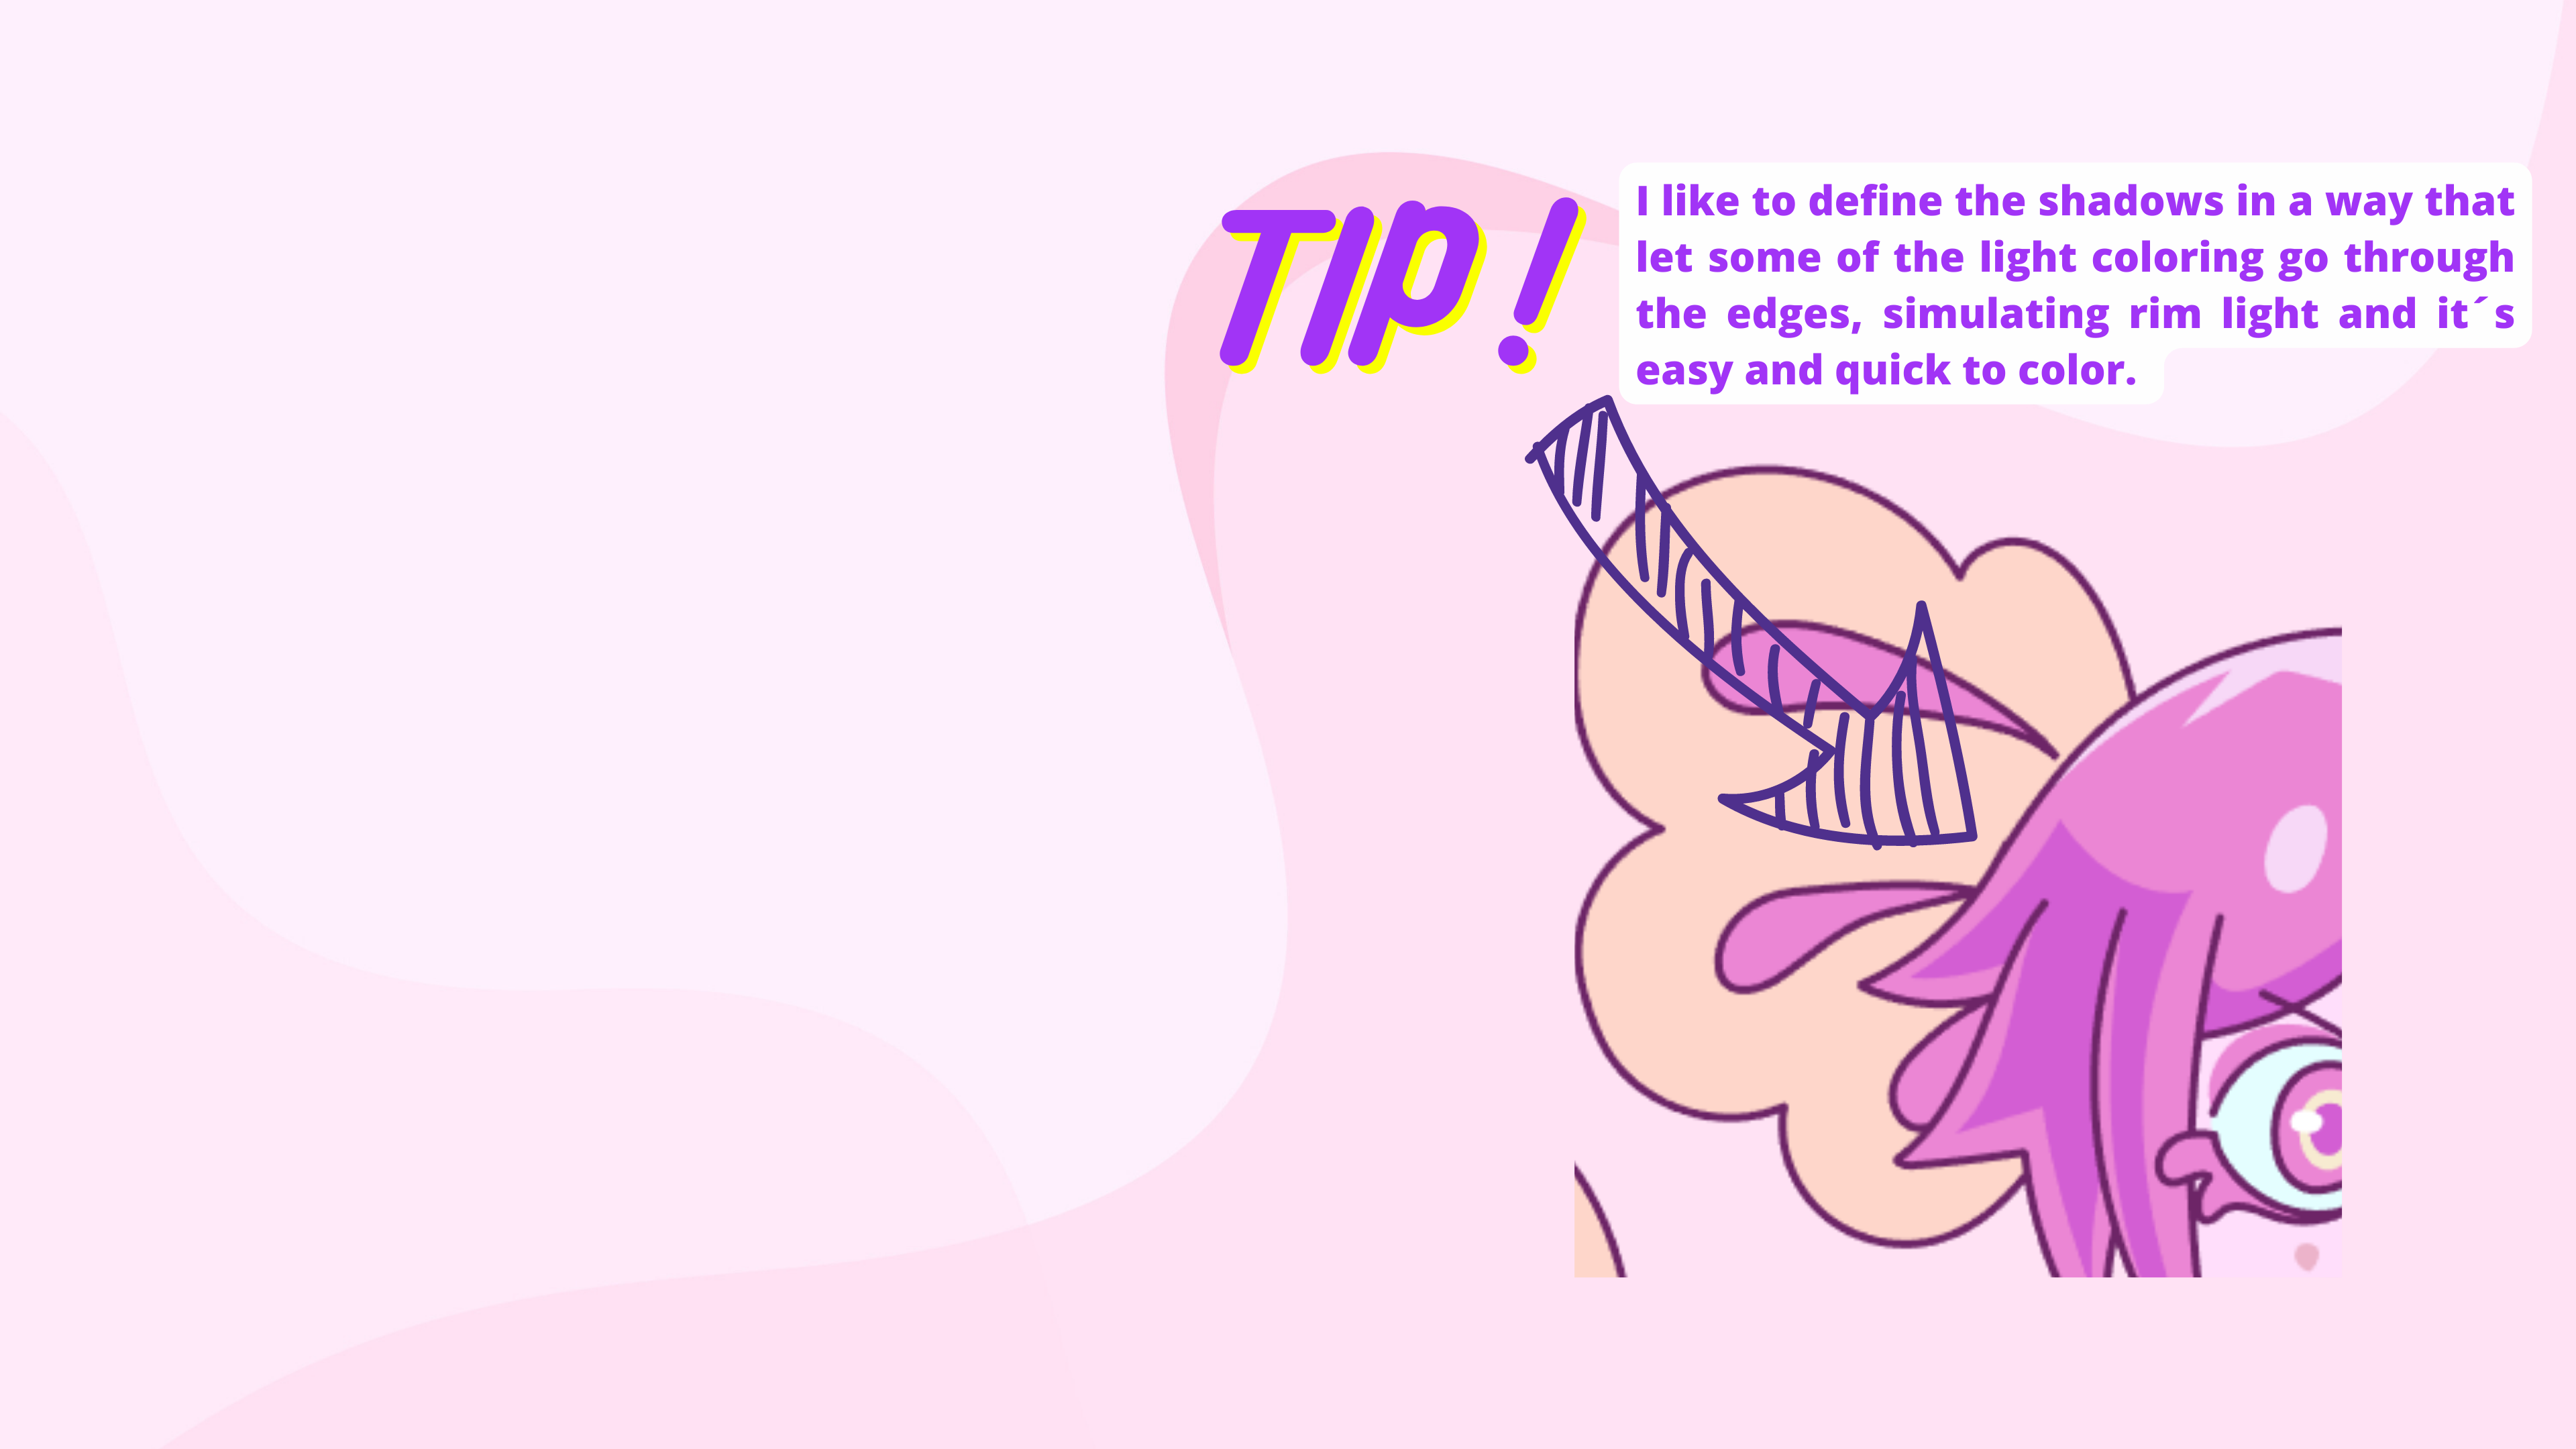 TIP!
I like to define the shadows in a way that
let some of the light coloring go through
the edges, simulating rim light and it´s
easy and quick to color.